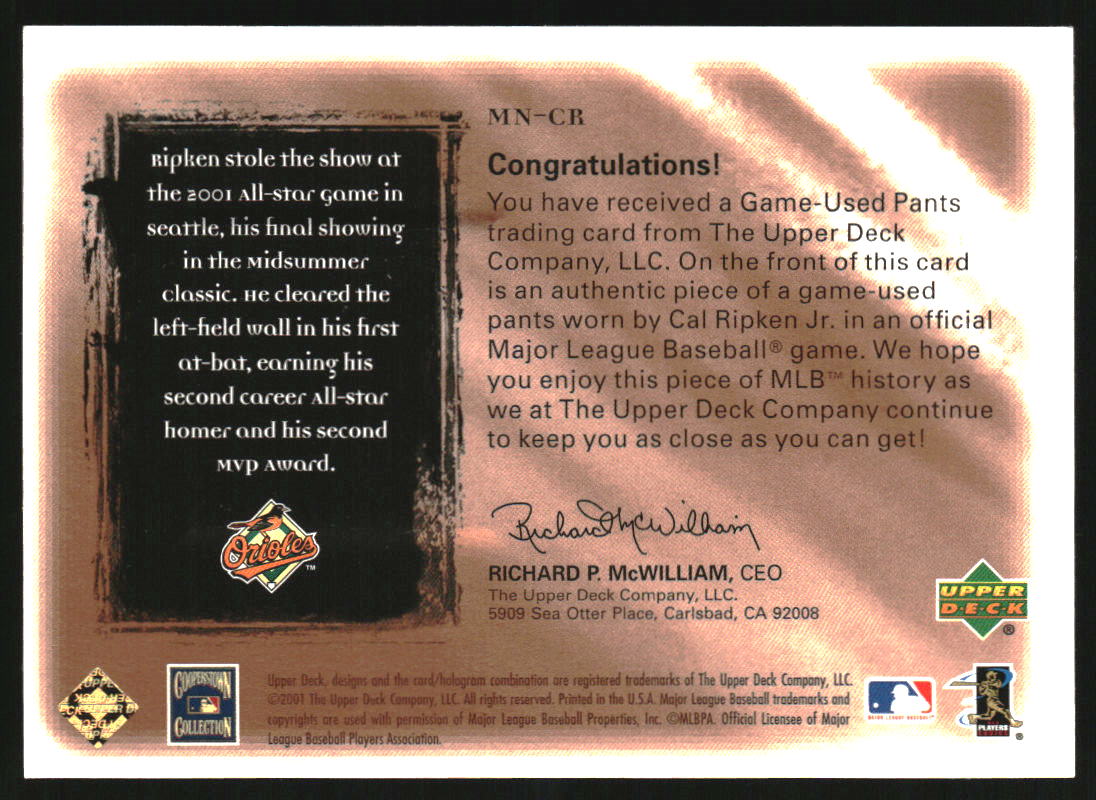 Ripken stole the show at
the 2001 All-Star Game in
Seattle, his final showing
in the Midsummer
Classic. He cleared the
left-field wall in his first
at-bat, earning his
second career All-Star
homer and his second
MVP Award.
Orioles
TM
MN-CR
Congratulations!
You have received a Game-Used Pants
trading card from The Upper Deck
Company, LLC. On the front of this card
is an authentic piece of a game-used
pants worn by Cal Ripken Jr. in an official
Major League Baseball® game. We hope
you enjoy this piece of MLB™ history as
we at The Upper Deck Company continue
to keep you as close as you can get!
Richard McWilliam
RICHARD P. McWILLIAM, CEO
The Upper Deck Company, LLC.
5909 Sea Otter Place, Carlsbad, CA 92008
UPPER
DECK
®
COOPERSTOWN
COLLECTION
Upper Deck, designs and the card/hologram combination are registered trademarks of The Upper Deck Company, LLC.
©2001 The Upper Deck Company, LLC. All rights reserved. Printed in the U.S.A. Major League Baseball trademarks and
copyrights are used with permission of Major League Baseball Properties, Inc. ©MLBPA. Official Licensee of Major
League Baseball Players Association.
MAJOR LEAGUE BASEBALL
PLAYERS
CHOICE
®